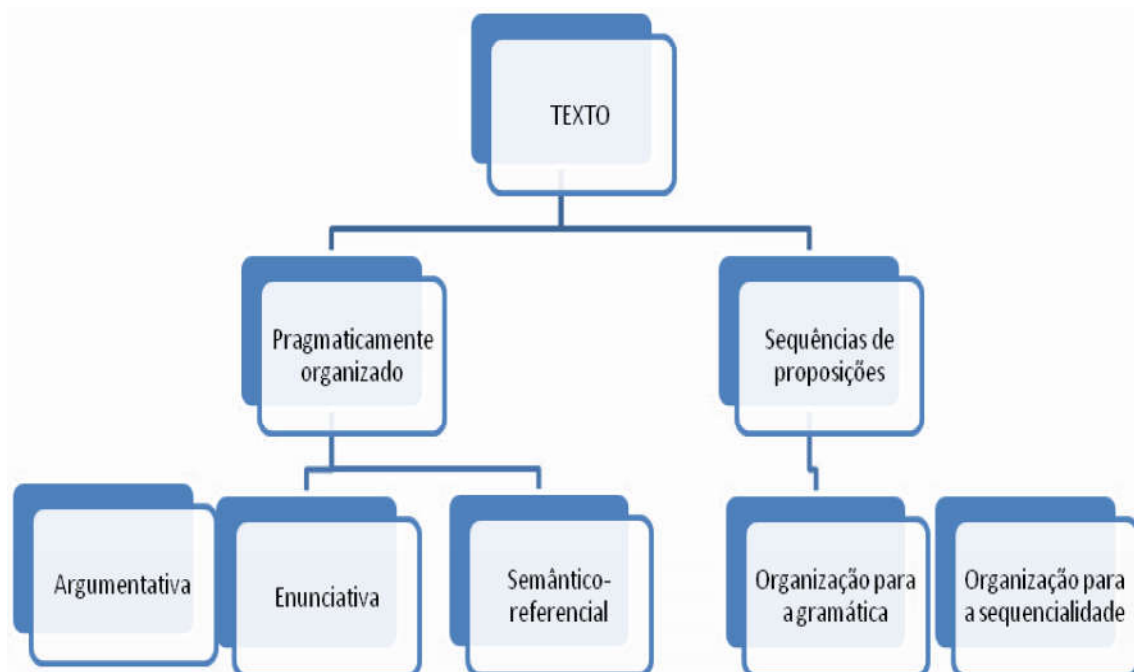 TEXTO
Pragmaticamente
organizado
Sequências de
proposições
Argumentativa
Enunciativa
Semântico-
referencial
Organização para
a gramática
Organização para
a sequencialidade